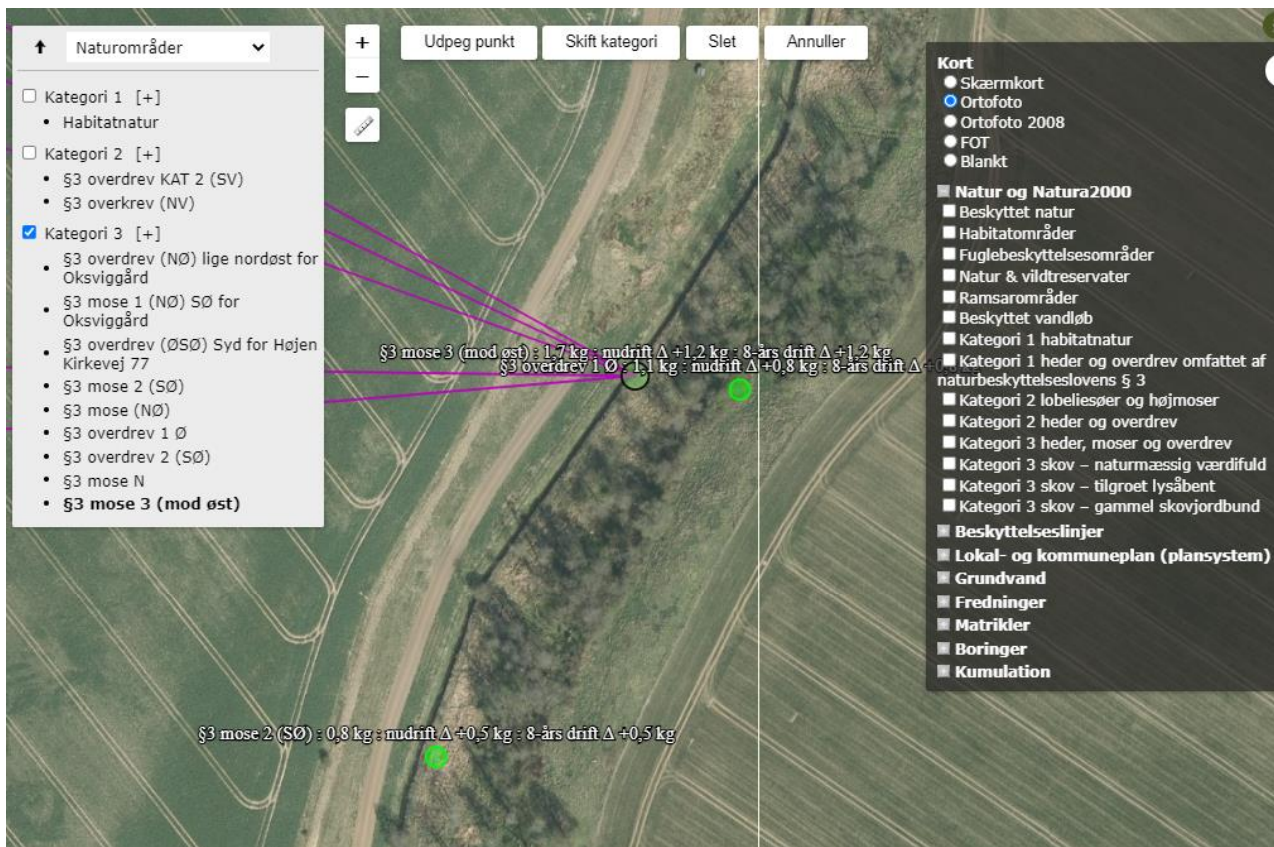 Naturområder
Kategori 1 [+]
Habitatnatur
Kategori 2 [+]
§3 overdrev KAT 2 (SV)
§3 overkrev (NV)
Kategori 3 [+]
§3 overdrev (NØ) lige nordøst for
Oksviggård
§3 mose 1 (NØ) SØ for
Oksviggård
§3 overdrev (ØSØ) Syd for Højen
Kirkevej 77
§3 mose 2 (SØ)
§3 mose (NØ)
§3 overdrev 1 Ø
§3 overdrev 2 (SØ)
§3 mose N
§3 mose 3 (mod øst)
+
−
Udpeg punkt
Skift kategori
Slet
Annuller
§3 mose 3 (mod øst) : 1,7 kg : nudrift Δ +1,2 kg : 8-års drift Δ +1,2 kg
§3 overdrev 1 Ø : 1,1 kg : nudrift Δ +0,8 kg : 8-års drift Δ
§3 mose 2 (SØ) : 0,8 kg : nudrift Δ +0,5 kg : 8-års drift Δ +0,5 kg
Kort
Skærmkort
Ortofoto
Ortofoto 2008
FOT
Blankt
Natur og Natura2000
Beskyttet natur
Habitatområder
Fuglebeskyttelsesområder
Natur & vildtreservater
Ramsarområder
Beskyttet vandløb
Kategori 1 habitatnatur
Kategori 1 heder og overdrev omfattet af
naturbeskyttelseslovens § 3
Kategori 2 lobeliesøer og højmoser
Kategori 2 heder og overdrev
Kategori 3 heder, moser og overdrev
Kategori 3 skov – naturmæssig værdifuld
Kategori 3 skov – tilgroet lysåbent
Kategori 3 skov – gammel skovjordbund
Beskyttelseslinjer
Lokal- og kommuneplan (plansystem)
Grundvand
Fredninger
Matrikler
Boringer
Kumulation